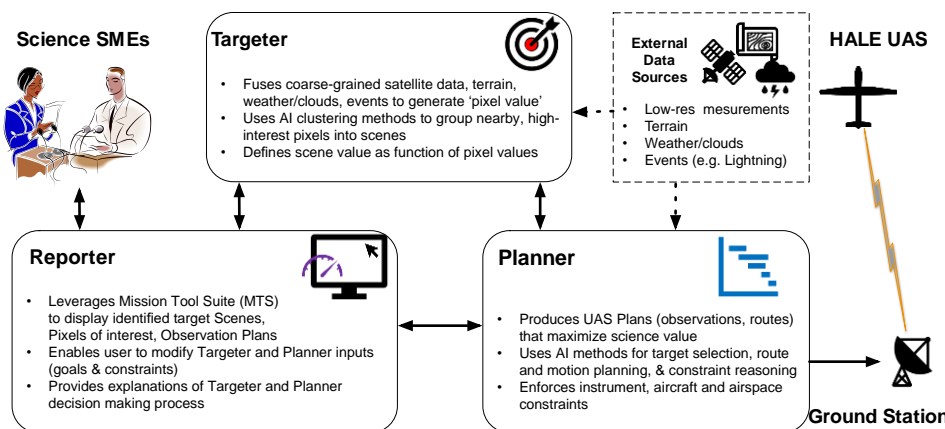 Science SMEs
Targeter
• Fuses coarse-grained satellite data, terrain,
weather/clouds, events to generate ‘pixel value’
• Uses AI clustering methods to group nearby, high-
interest pixels into scenes
• Defines scene value as function of pixel values
External
Data
Sources
• Low-res mesurements
• Terrain
• Weather/clouds
• Events (e.g. Lightning)
HALE UAS
Reporter
• Leverages Mission Tool Suite (MTS)
to display identified target Scenes,
Pixels of interest, Observation Plans
• Enables user to modify Targeter and Planner inputs
(goals & constraints)
• Provides explanations of Targeter and Planner
decision making process
Planner
• Produces UAS Plans (observations, routes)
that maximize science value
• Uses AI methods for target selection, route
and motion planning, & constraint reasoning
• Enforces instrument, aircraft and airspace
constraints
Ground Station